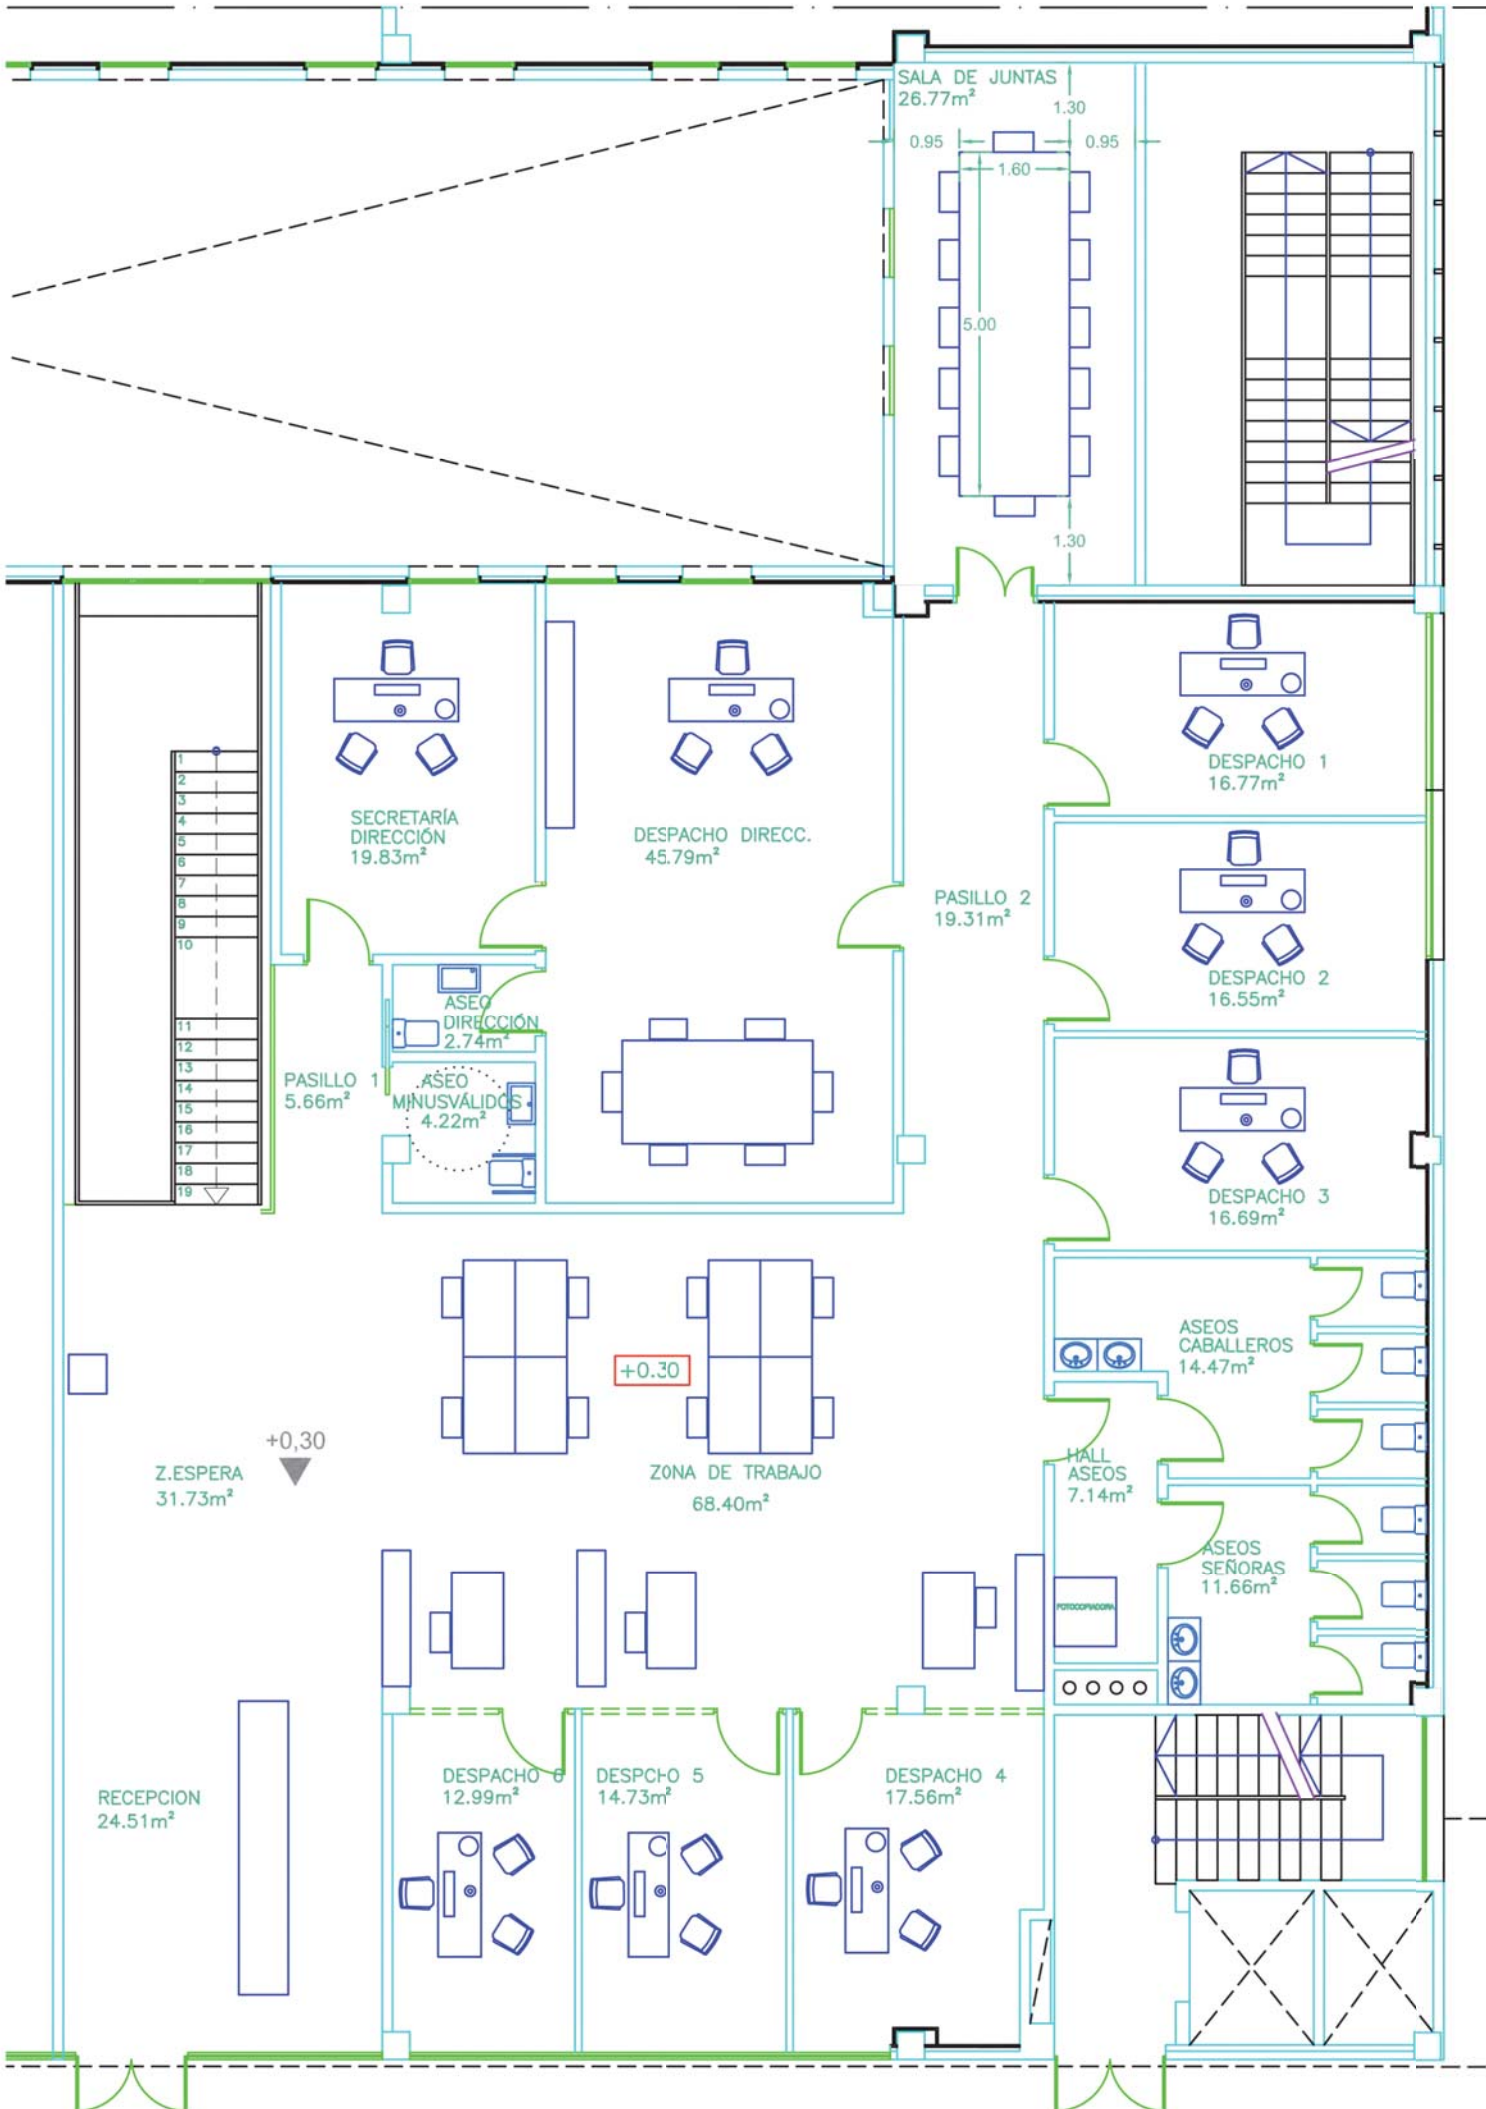 SALA DE JUNTAS
26.77m²
1.30
0.95
0.95
1.60
5.00
1.30
DESPACHO 1
16.77m²
1
2
3
4
5
6
7
8
9
10
11
12
13
14
15
16
17
18
19
SECRETARÍA
DIRECCIÓN
19.83m²
DESPACHO DIRECC.
45.79m²
PASILLO 2
19.31m²
DESPACHO 2
16.55m²
ASEO
DIRECCIÓN
2.74m²
PASILLO 1
5.66m²
ASEO
MINUSVÁLIDOS
4.22m²
DESPACHO 3
16.69m²
ASEOS
CABALLEROS
14.47m²
+0.30
+0,30
Z.ESPERA
31.73m²
ZONA DE TRABAJO
68.40m²
HALL
ASEOS
7.14m²
ASEOS
SEÑORAS
11.66m²
FOTOCOPIADORA
RECEPCION
24.51m²
DESPACHO 6
12.99m²
DESPCHO 5
14.73m²
DESPACHO 4
17.56m²